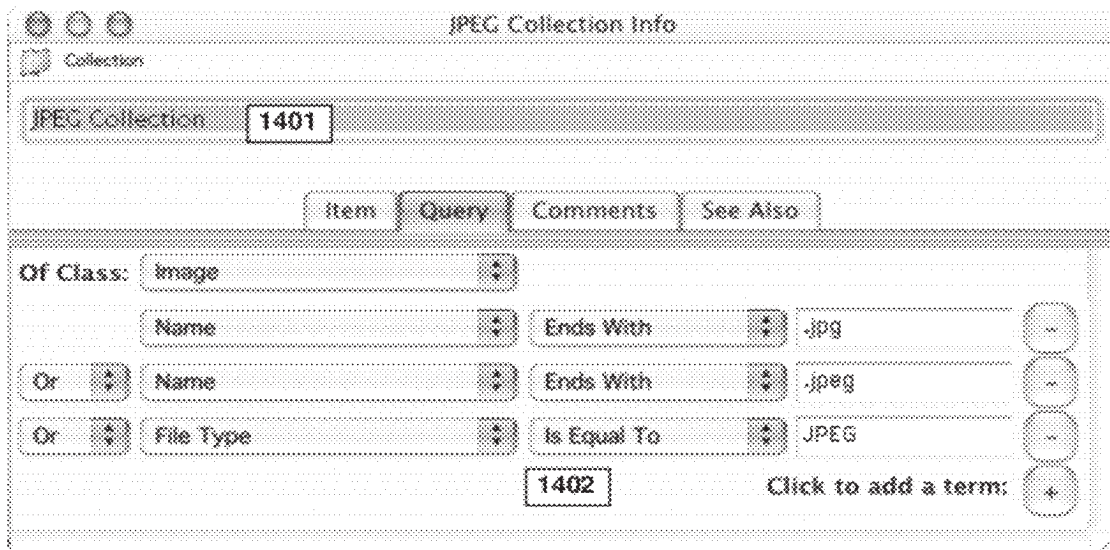 JPEG Collection Info
Collection
JPEG Collection 1401
Item Query Comments See Also
Of Class: Image
Name Ends With .jpg -
Or Name Ends With .jpeg -
Or File Type Is Equal To JPEG -
1402 Click to add a term: +